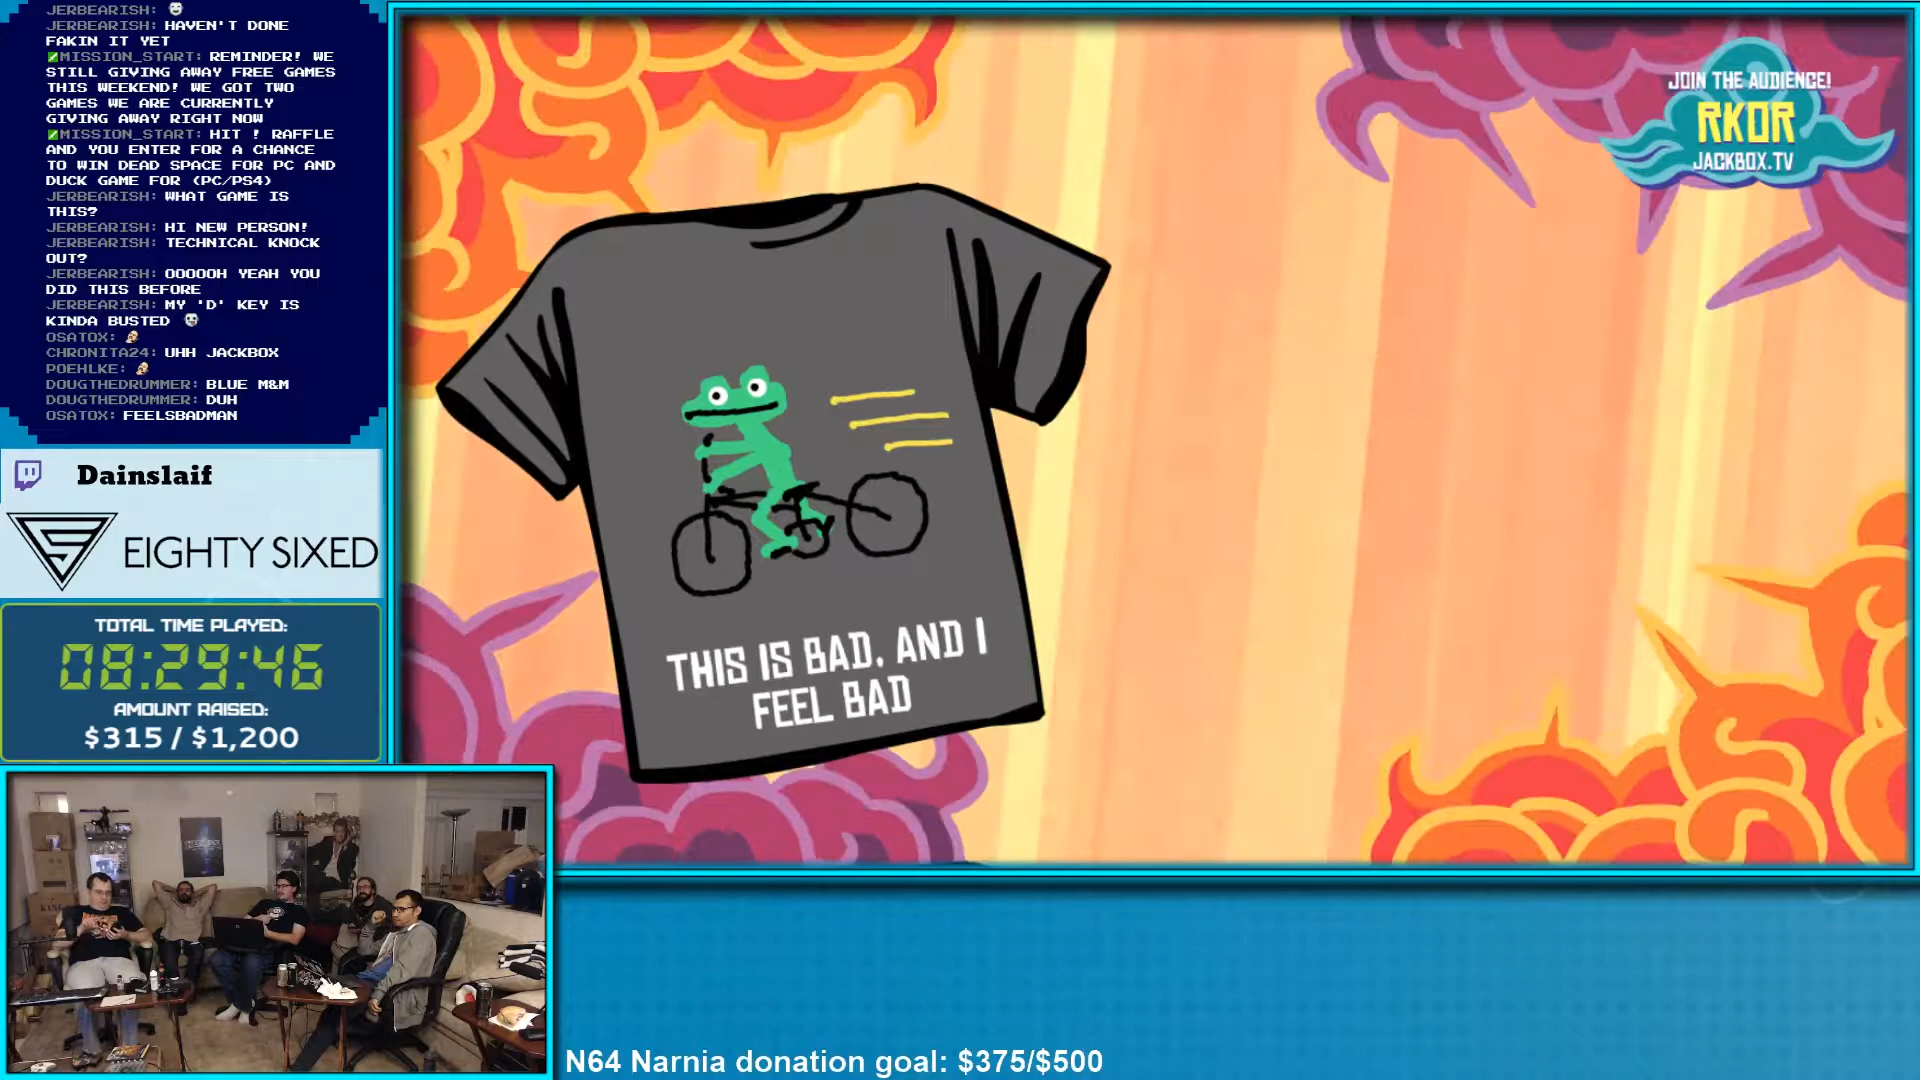 JERBEARISH:
JERBEARISH: HAVEN'T DONE
FAKIN IT YET
MISSION_START: REMINDER! WE
STILL GIVING AWAY FREE GAMES
THIS WEEKEND! WE GOT TWO
GAMES WE ARE CURRENTLY
GIVING AWAY RIGHT NOW
MISSION_START: HIT ! RAFFLE
AND YOU ENTER FOR A CHANCE
TO WIN DEAD SPACE FOR PC AND
DUCK GAME FOR (PC/PS4)
JERBEARISH: WHAT GAME IS
THIS?
JERBEARISH: HI NEW PERSON!
JERBEARISH: TECHNICAL KNOCK
OUT?
JERBEARISH: OOOOOH YEAH YOU
DID THIS BEFORE
JERBEARISH: MY 'D' KEY IS
KINDA BUSTED
OSATOX:
CHRONITA24: UHH JACKBOX
POEHLKE:
DOUGTHEDRUMMER: BLUE M&M
DOUGTHEDRUMMER: DUH
OSATOX: FEELSBADMAN
Dainslaif
EIGHTY SIXED
TOTAL TIME PLAYED:
08:29:46
AMOUNT RAISED:
$315 / $1,200
JOIN THE AUDIENCE!
RKOR
JACKBOX.TV
THIS IS BAD, AND I
FEEL BAD
N64 Narnia donation goal: $375/$500